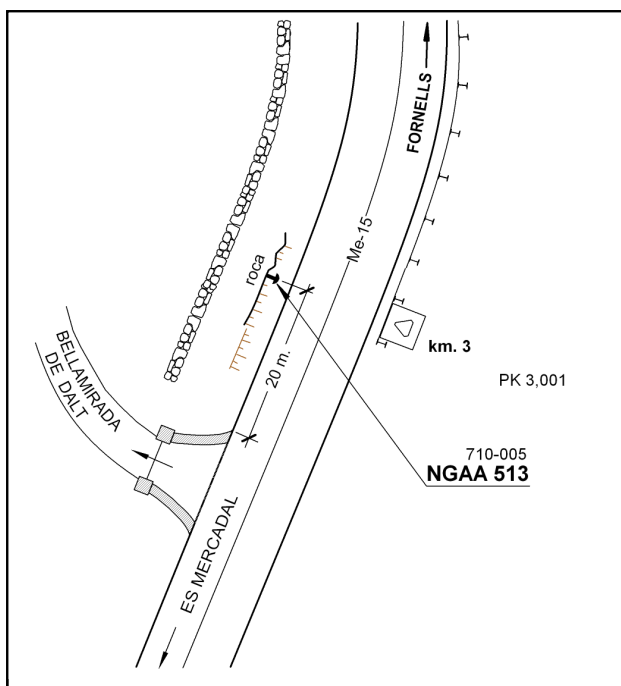 FORNELLS
Me-15
roca
20 m.
km. 3
PK 3,001
BELLAMIRADA
DE DALT
710-005
NGAA 513
ES MERCADAL